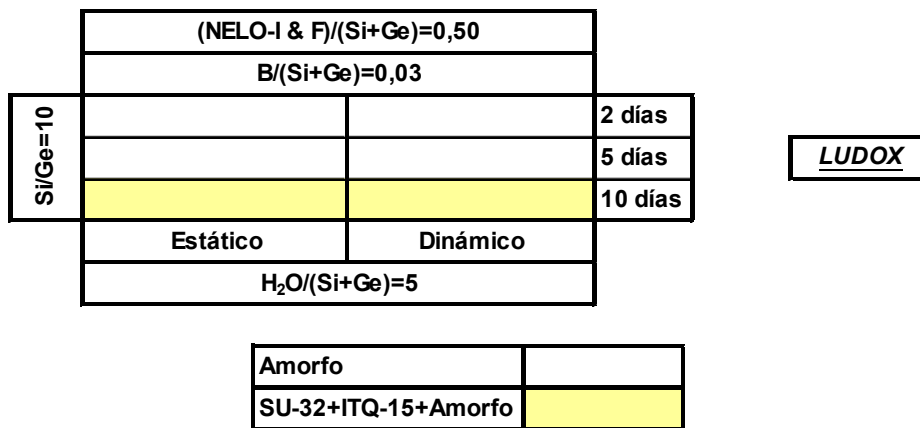 (NELO-I & F)/(Si+Ge)=0,50
B/(Si+Ge)=0,03
Si/Ge=10
2 días
5 días
10 días
LUDOX
Estático Dinámico
H₂O/(Si+Ge)=5
Amorfo
SU-32+ITQ-15+Amorfo